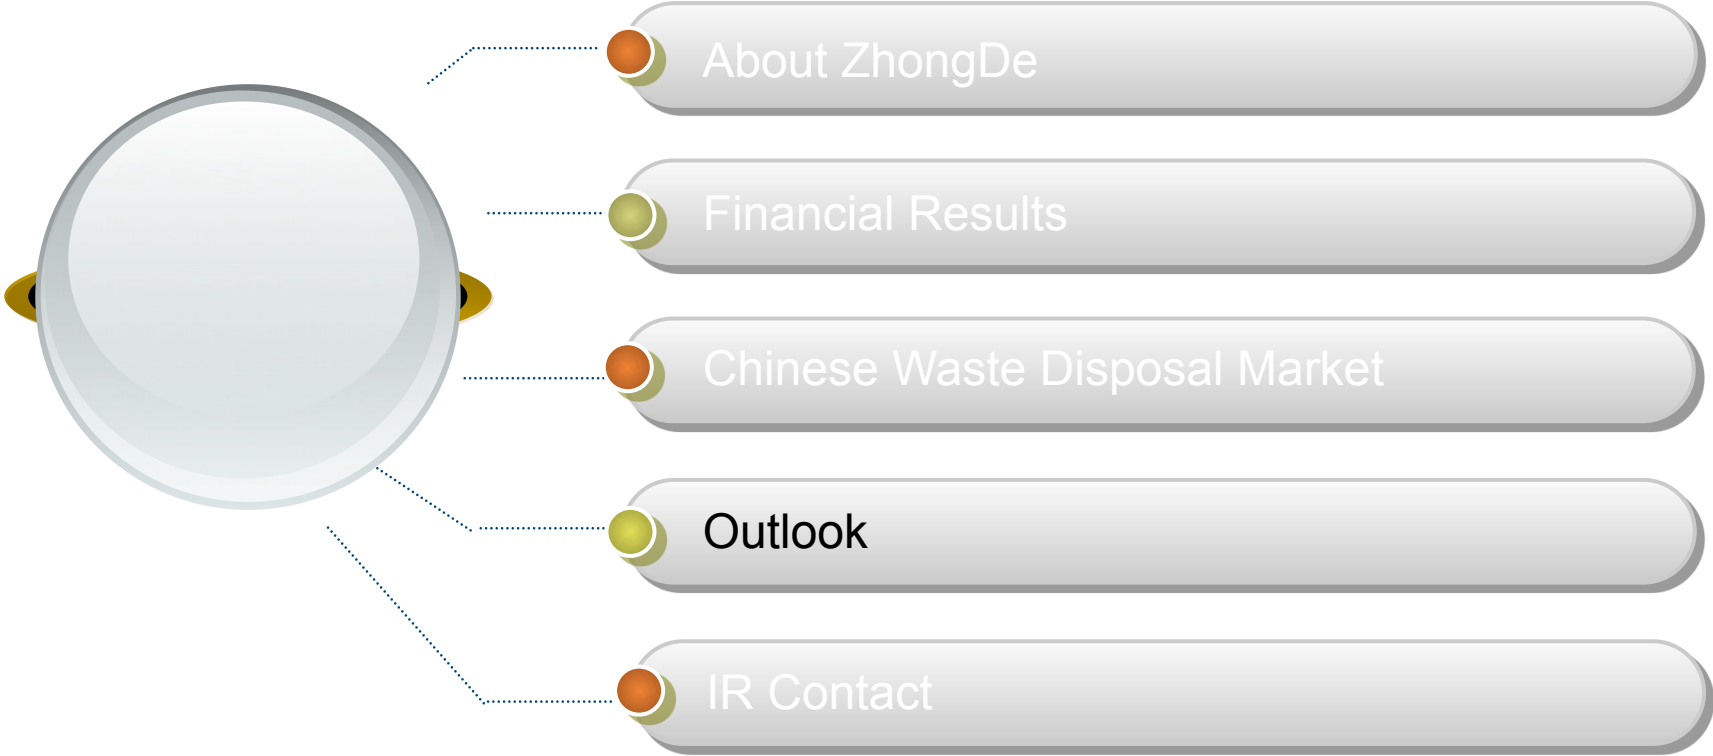 About ZhongDe
Financial Results
Chinese Waste Disposal Market
Outlook
IR Contact